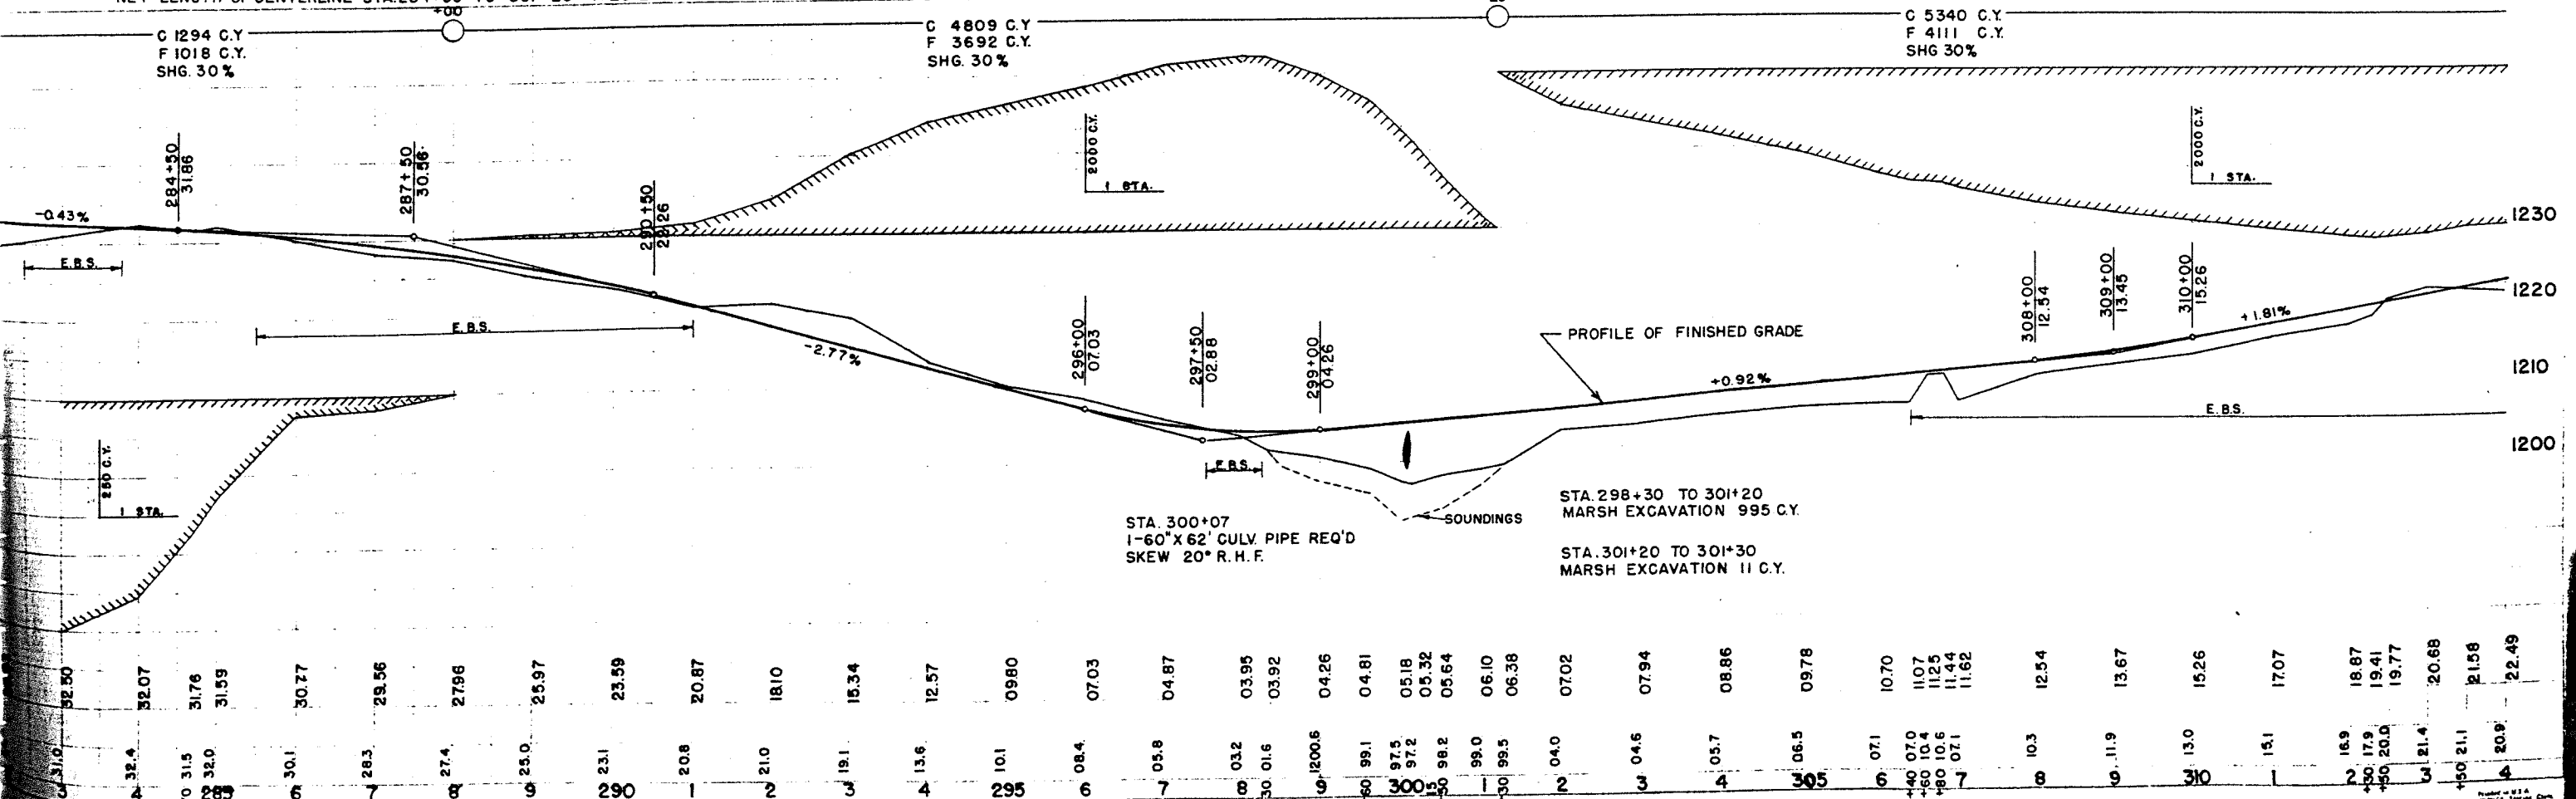 +00
C 1294 C.Y
F 1018 C.Y.
SHG. 30%
C 4809 C.Y
F 3692 C.Y.
SHG. 30%
C 5340 C.Y.
F 4111 C.Y.
SHG 30%
284+50
31.86
287+50
30.56
290+50
22.26
2000 C.Y.
1 STA.
2000 C.Y.
1 STA.
-0.43%
E.B.S.
E.B.S.
-2.77%
296+00
07.03
297+50
02.88
299+00
04.26
PROFILE OF FINISHED GRADE
+0.92%
308+00
12.54
309+00
13.45
310+00
15.26
+1.81%
E.B.S.
1230
1220
1210
1200
250 C.Y.
1 STA.
E.B.S.
SOUNDINGS
STA. 300+07
1-60"X 62' CULV. PIPE REQ'D
SKEW 20° R.H.F.
STA. 298+30 TO 301+20
MARSH EXCAVATION 995 C.Y.
STA. 301+20 TO 301+30
MARSH EXCAVATION 11 C.Y.
32.50 32.07 31.76 31.59 30.77 29.56 27.96 25.97 23.59 20.87 18.10 15.34 12.57 09.80 07.03 04.87 03.95 03.92 04.26 04.81 05.18 05.32 05.64 06.10 06.38 07.02 07.94 08.86 09.78 10.70 11.07 11.25 11.44 11.62 12.54 13.67 15.26 17.07 18.87 19.41 19.77 20.68 21.58 22.49
31.0 32.4 31.5 32.0 30.1 28.3 27.4 25.0 23.1 20.8 21.0 19.1 13.6 10.1 08.4 05.8 03.2 01.6 1200.6 99.1 97.5 97.2 98.2 99.0 99.5 04.0 04.6 05.7 06.5 07.1 07.0 10.4 10.6 07.1 10.3 11.9 13.0 15.1 16.9 17.9 20.0 21.4 21.1 20.9
3 4 6 7 8 9 290 1 2 3 4 295 6 7 8 9 300 1 2 3 4 305 6 +40 +60 +80 7 8 9 310 1 2 +30 +50 3 +50 4